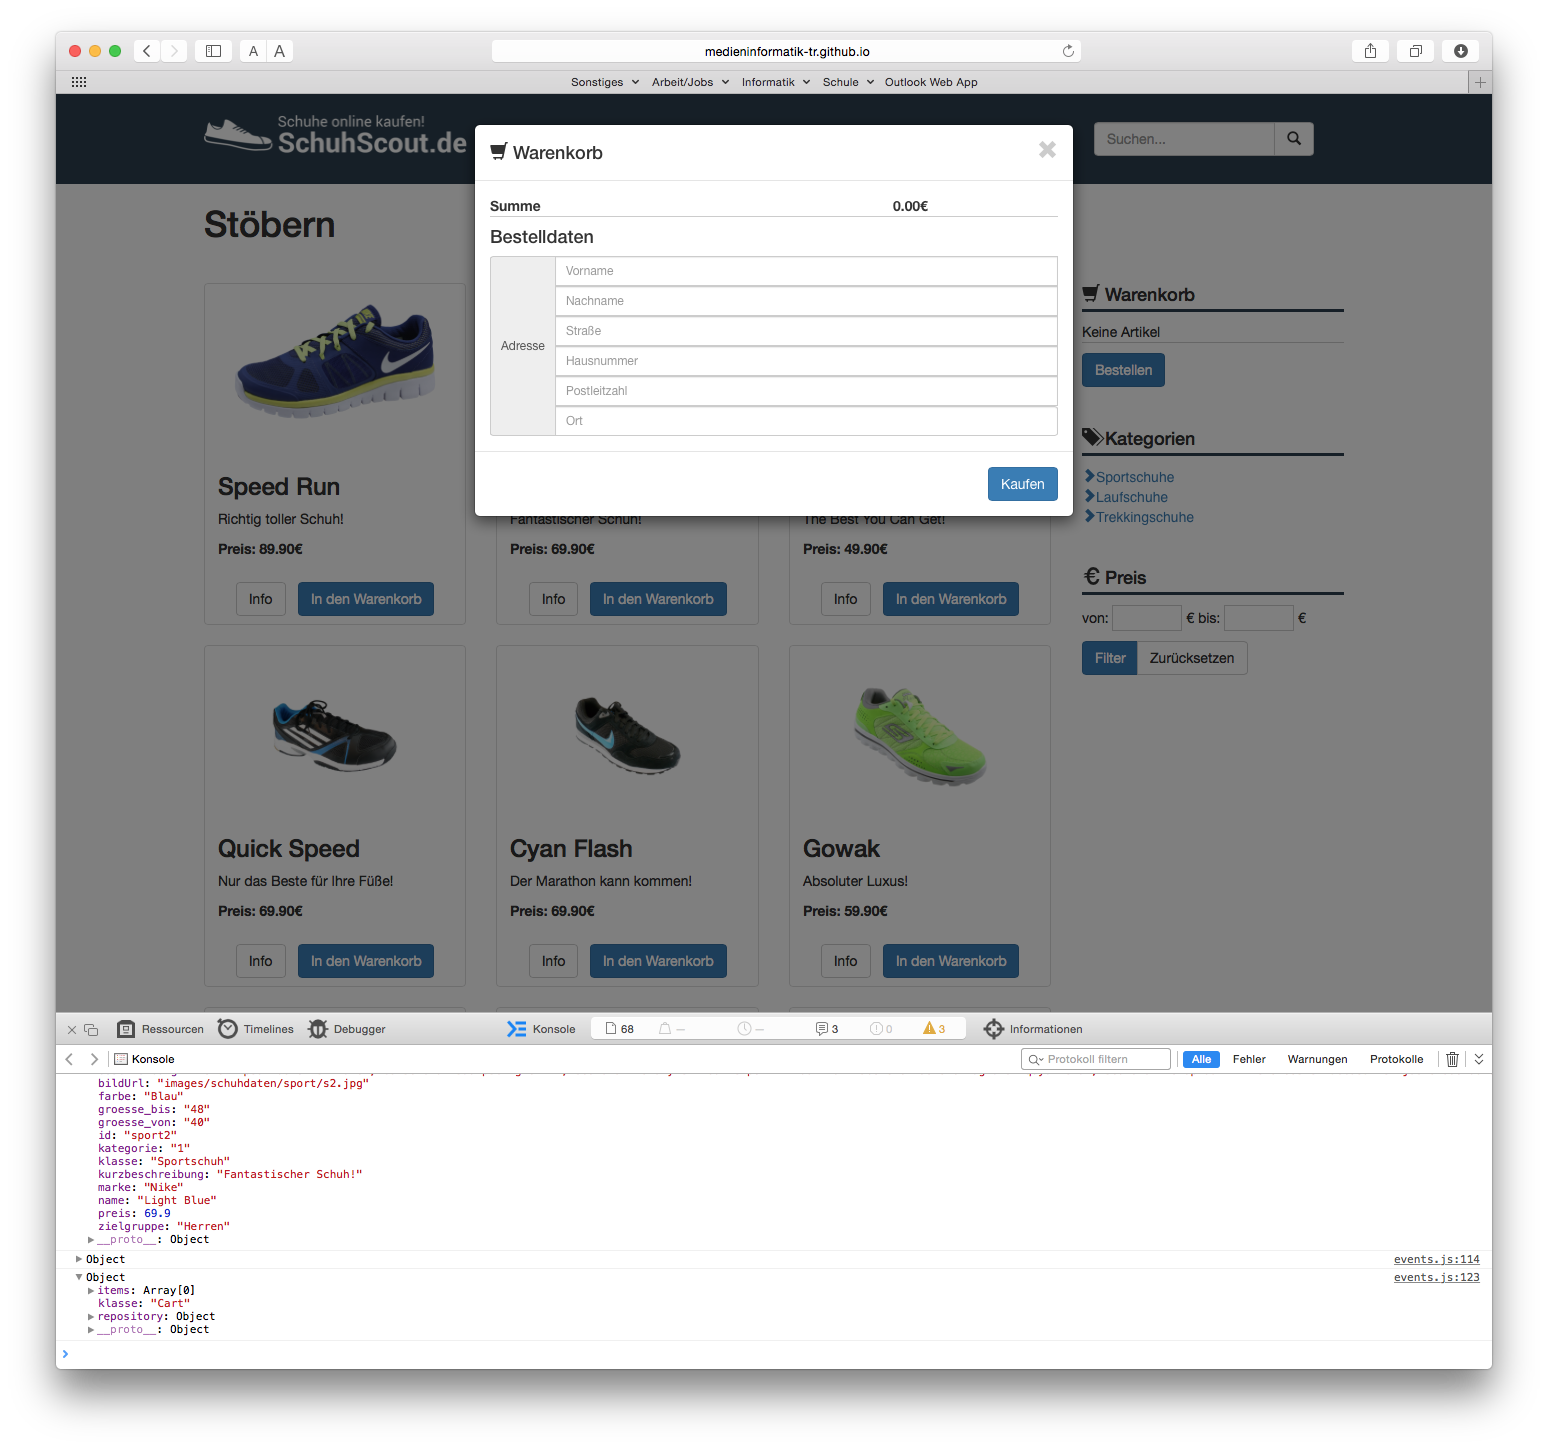 A A
medieninformatik-tr.github.io
Sonstiges Arbeit/Jobs Informatik Schule Outlook Web App
Schuhe online kaufen!
SchuhScout.de
Suchen...
Warenkorb
Summe 0.00€
Bestelldaten
Adresse
Vorname
Nachname
Straße
Hausnummer
Postleitzahl
Ort
Kaufen
Stöbern
Speed Run
Richtig toller Schuh!
Preis: 89.90€
Info In den Warenkorb
Fantastischer Schuh!
Preis: 69.90€
Info In den Warenkorb
The Best You Can Get!
Preis: 49.90€
Info In den Warenkorb
Quick Speed
Nur das Beste für Ihre Füße!
Preis: 69.90€
Info In den Warenkorb
Cyan Flash
Der Marathon kann kommen!
Preis: 69.90€
Info In den Warenkorb
Gowak
Absoluter Luxus!
Preis: 59.90€
Info In den Warenkorb
Warenkorb
Keine Artikel
Bestellen
Kategorien
Sportschuhe
Laufschuhe
Trekkingschuhe
€ Preis
von: € bis: €
Filter Zurücksetzen
Ressourcen Timelines Debugger Konsole 68 — — 3 0 3 Informationen
Konsole Protokoll filtern Alle Fehler Warnungen Protokolle
bildUrl: "images/schuhdaten/sport/s2.jpg"
farbe: "Blau"
groesse_bis: "48"
groesse_von: "40"
id: "sport2"
kategorie: "1"
klasse: "Sportschuh"
kurzbeschreibung: "Fantastischer Schuh!"
marke: "Nike"
name: "Light Blue"
preis: 69.9
zielgruppe: "Herren"
__proto__: Object
Object events.js:114
Object events.js:123
items: Array[0]
klasse: "Cart"
repository: Object
__proto__: Object